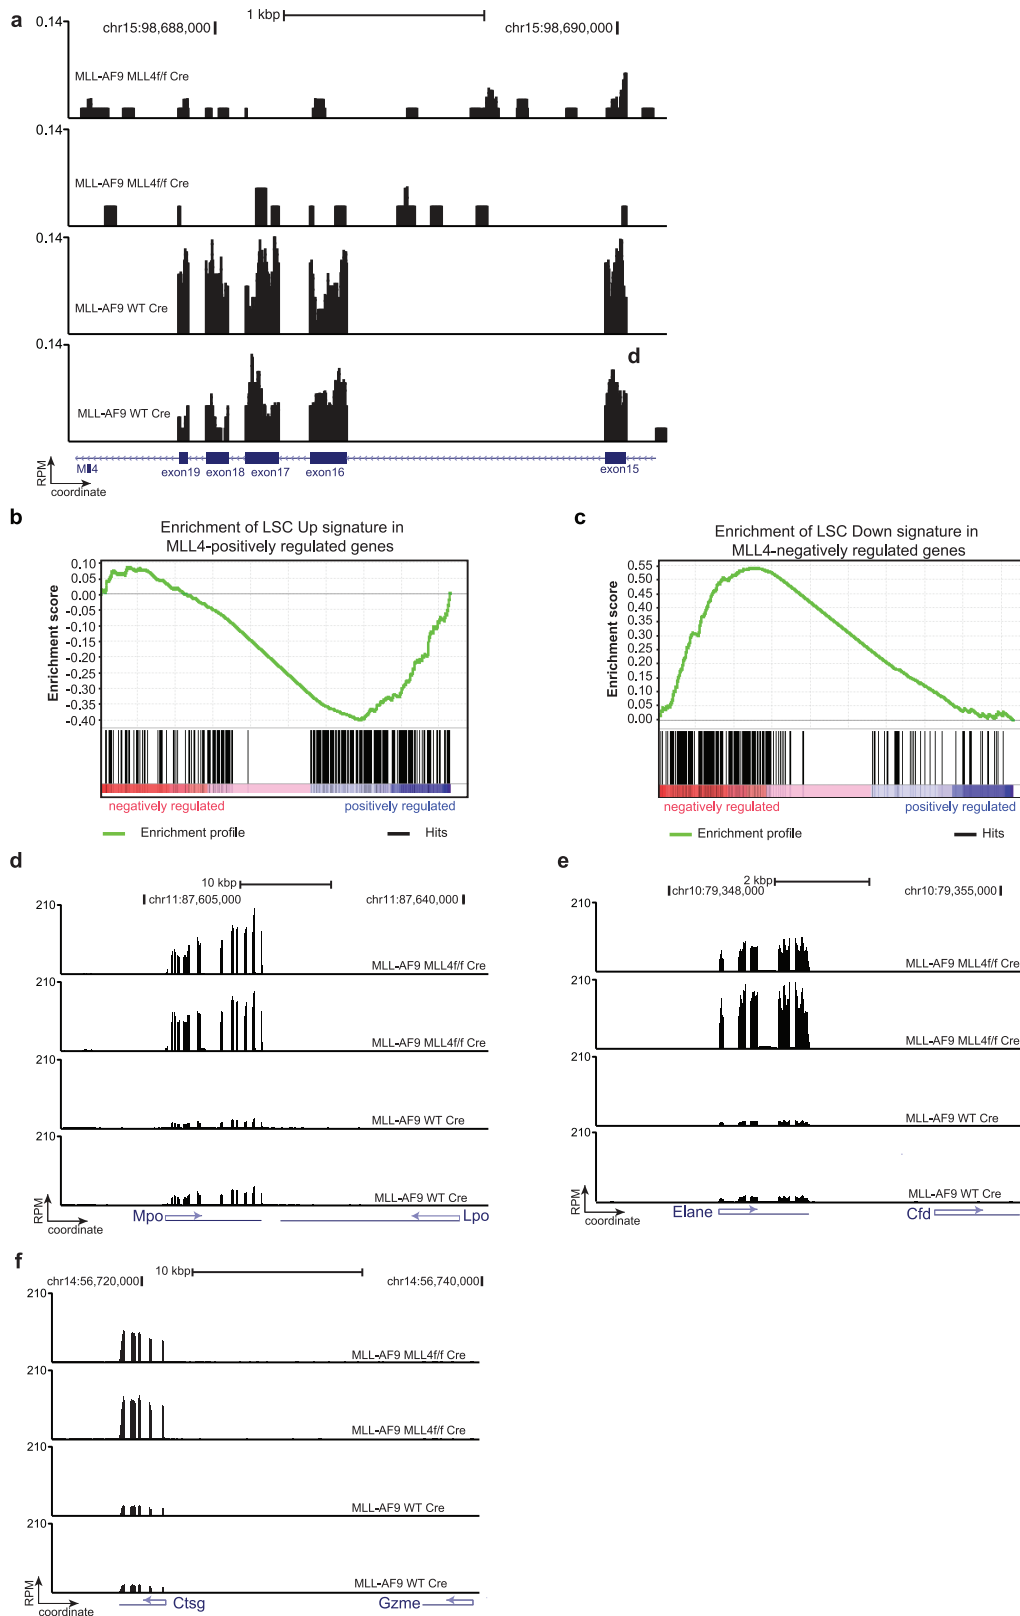 a
1 kbp
chr15:98,688,000
chr15:98,690,000
0.14
MLL-AF9 MLL4f/f Cre
0.14
MLL-AF9 MLL4f/f Cre
0.14
MLL-AF9 WT Cre
0.14
d
MLL-AF9 WT Cre
RPM
coordinate
Mll4
exon19
exon18
exon17
exon16
exon15
b
Enrichment of LSC Up signature in
MLL4-positively regulated genes
Enrichment score
0.10
0.05
0.00
-0.05
-0.10
-0.15
-0.20
-0.25
-0.30
-0.35
-0.40
negatively regulated
positively regulated
Enrichment profile
Hits
c
Enrichment of LSC Down signature in
MLL4-negatively regulated genes
Enrichment score
0.55
0.50
0.45
0.40
0.35
0.30
0.25
0.20
0.15
0.10
0.05
0.00
negatively regulated
positively regulated
Enrichment profile
Hits
d
10 kbp
chr11:87,605,000
chr11:87,640,000
210
MLL-AF9 MLL4f/f Cre
210
MLL-AF9 MLL4f/f Cre
210
MLL-AF9 WT Cre
210
MLL-AF9 WT Cre
RPM
coordinate
Mpo
Lpo
e
2 kbp
chr10:79,348,000
chr10:79,355,000
210
MLL-AF9 MLL4f/f Cre
210
MLL-AF9 MLL4f/f Cre
210
MLL-AF9 WT Cre
210
MLL-AF9 WT Cre
RPM
coordinate
Elane
Cfd
f
10 kbp
chr14:56,720,000
chr14:56,740,000
210
MLL-AF9 MLL4f/f Cre
210
MLL-AF9 MLL4f/f Cre
210
MLL-AF9 WT Cre
210
MLL-AF9 WT Cre
RPM
coordinate
Ctsg
Gzme